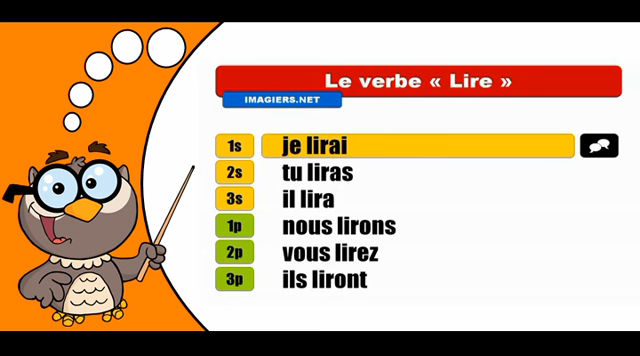 Le verbe « Lire »
IMAGIERS.NET
1s je lirai
2s tu liras
3s il lira
1p nous lirons
2p vous lirez
3p ils liront